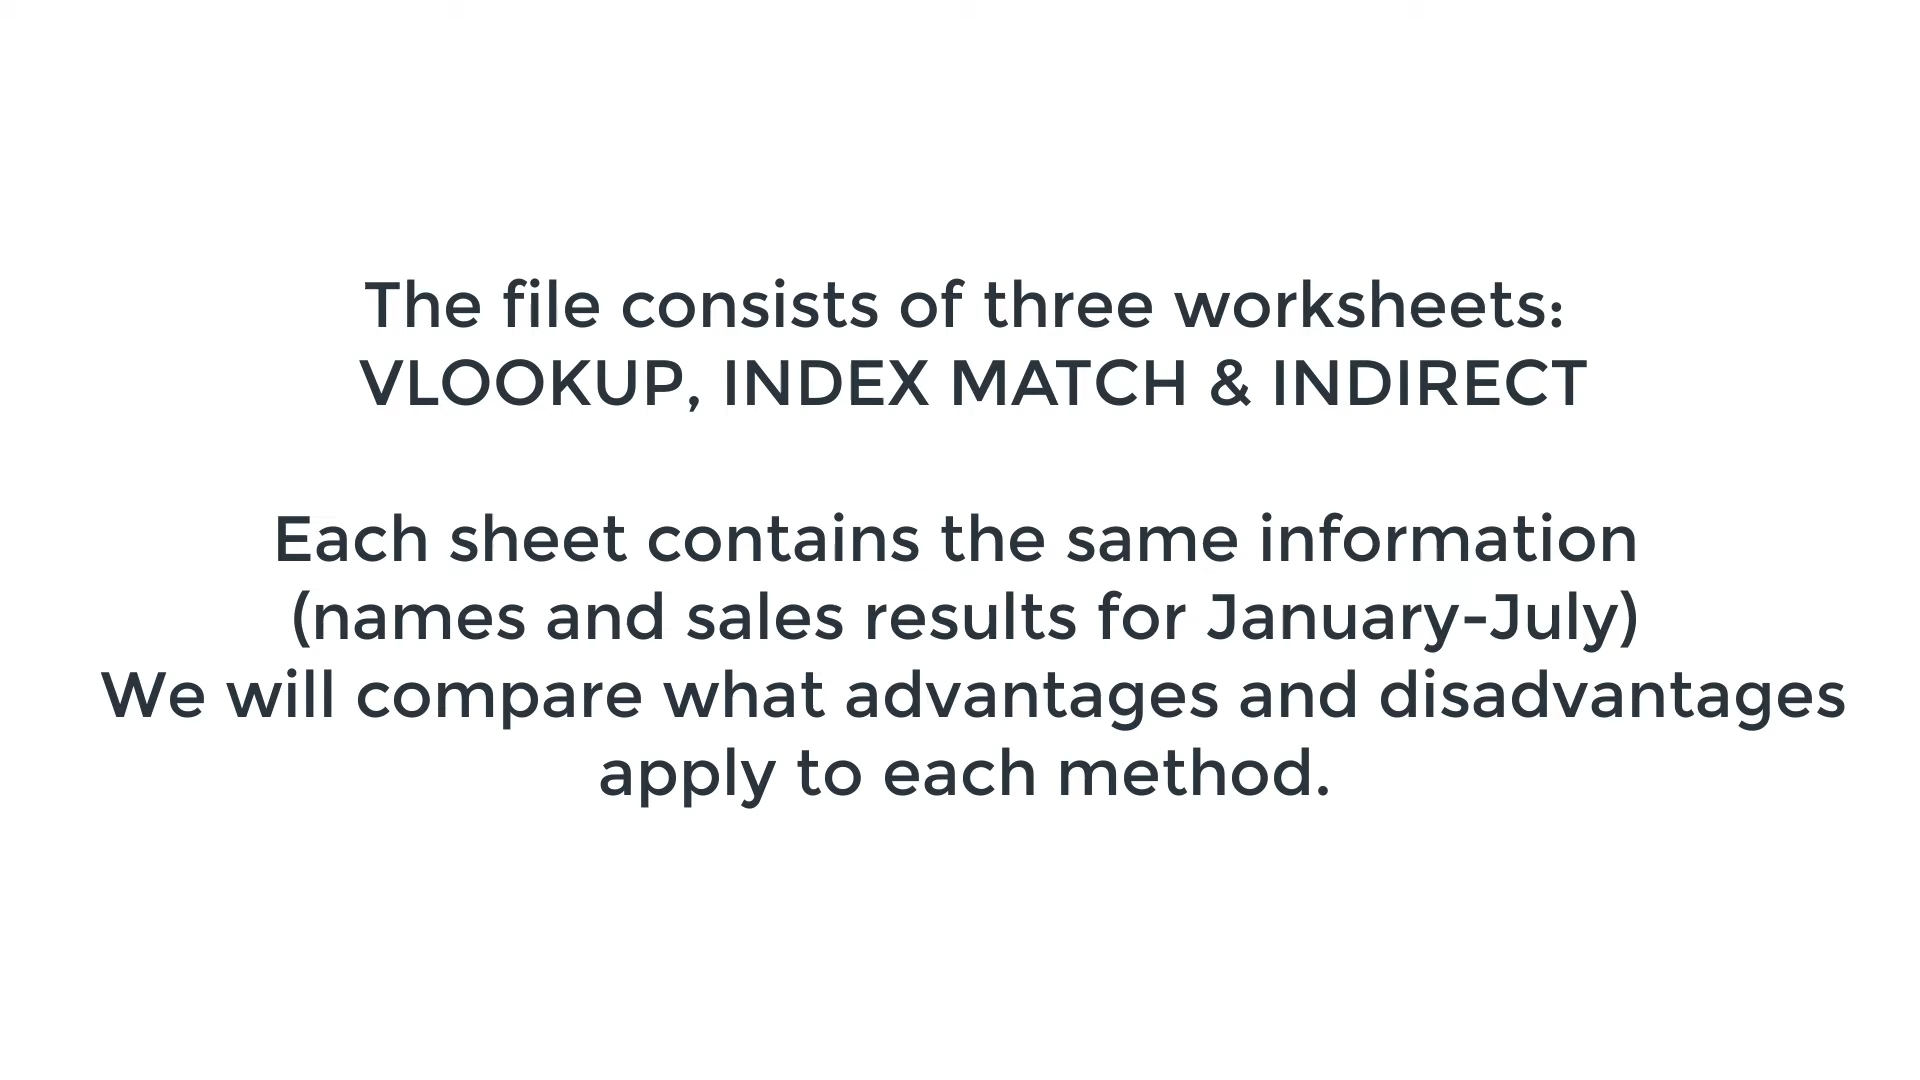 The file consists of three worksheets:
VLOOKUP, INDEX MATCH & INDIRECT
Each sheet contains the same information
(names and sales results for January-July)
We will compare what advantages and disadvantages
apply to each method.